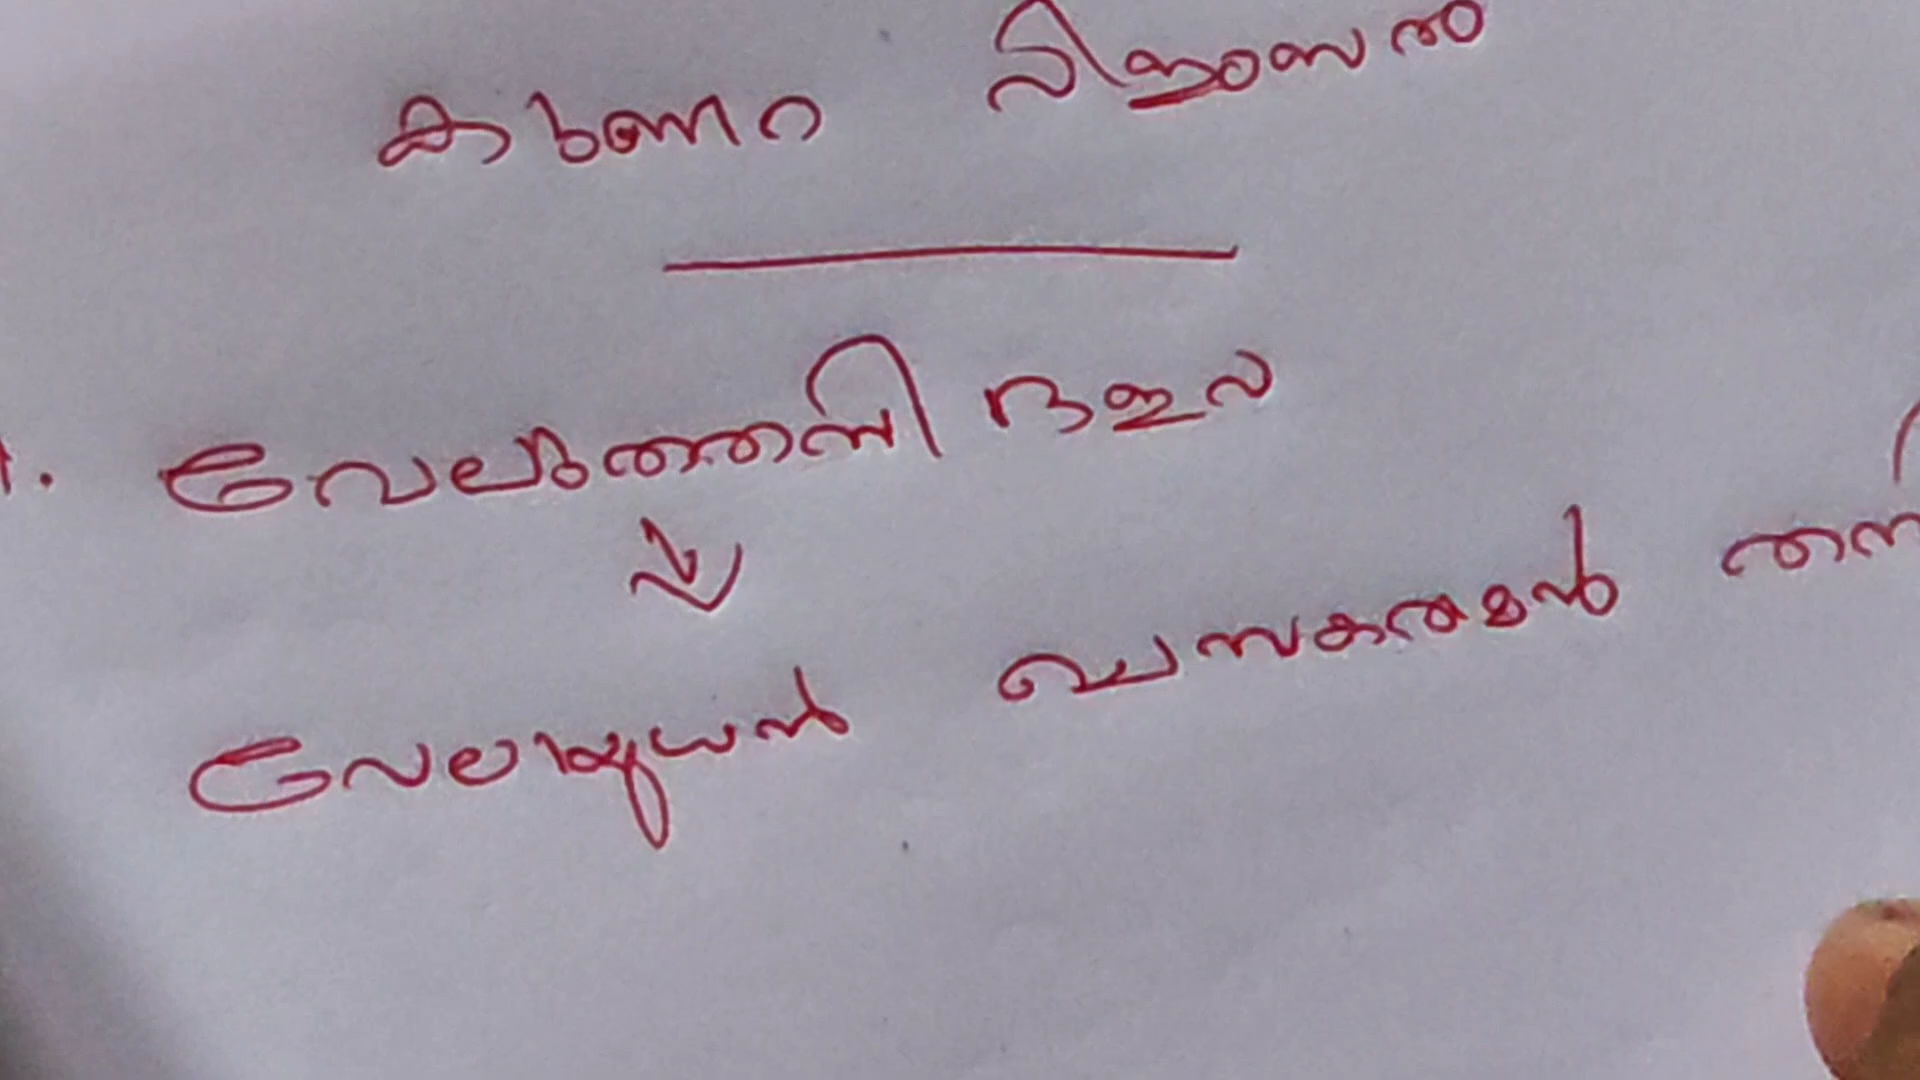 കുണ്ടറ വിളംബരം
1. വേലുത്തമ്പി ദളവ
വേലായുധൻ ചെമ്പകരാമൻ